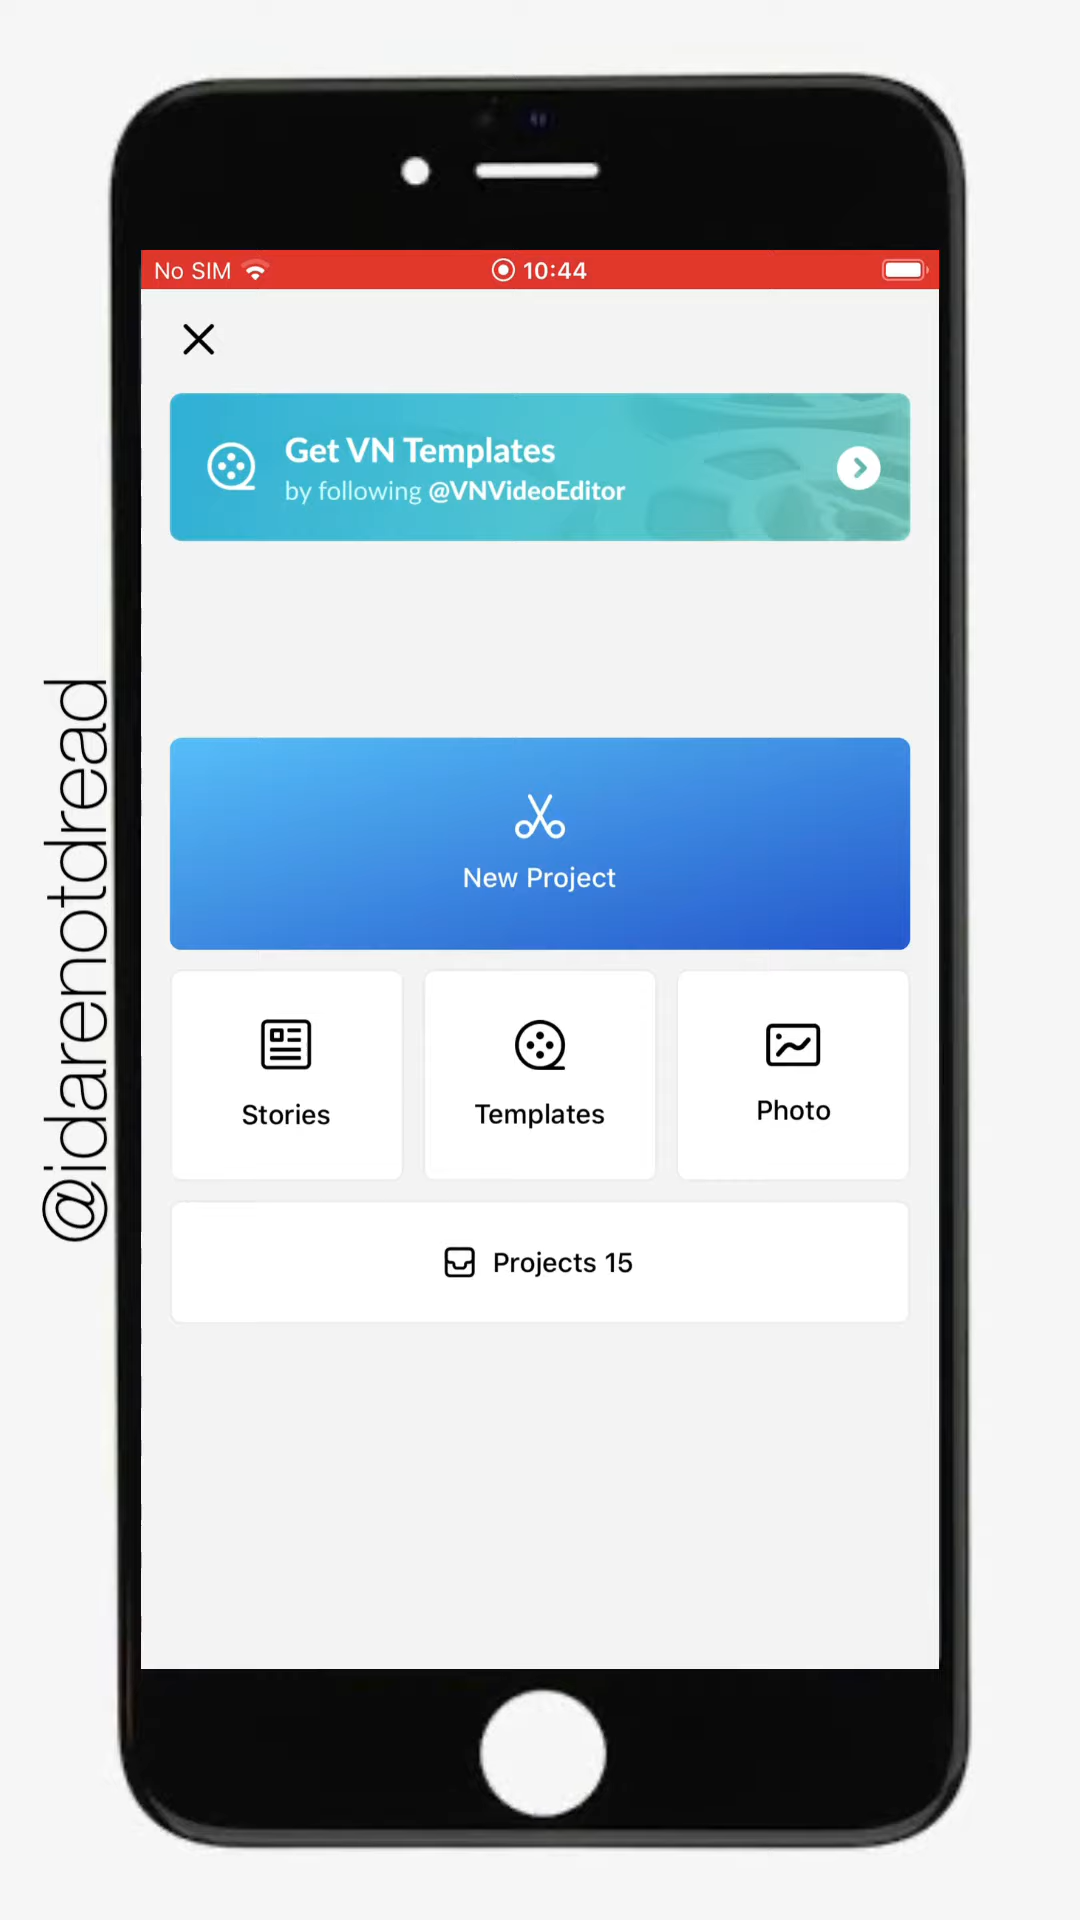 No SIM 10:44
Get VN Templates
by following @VNVideoEditor
New Project
Stories
Templates
Photo
Projects 15
@idarenotdread